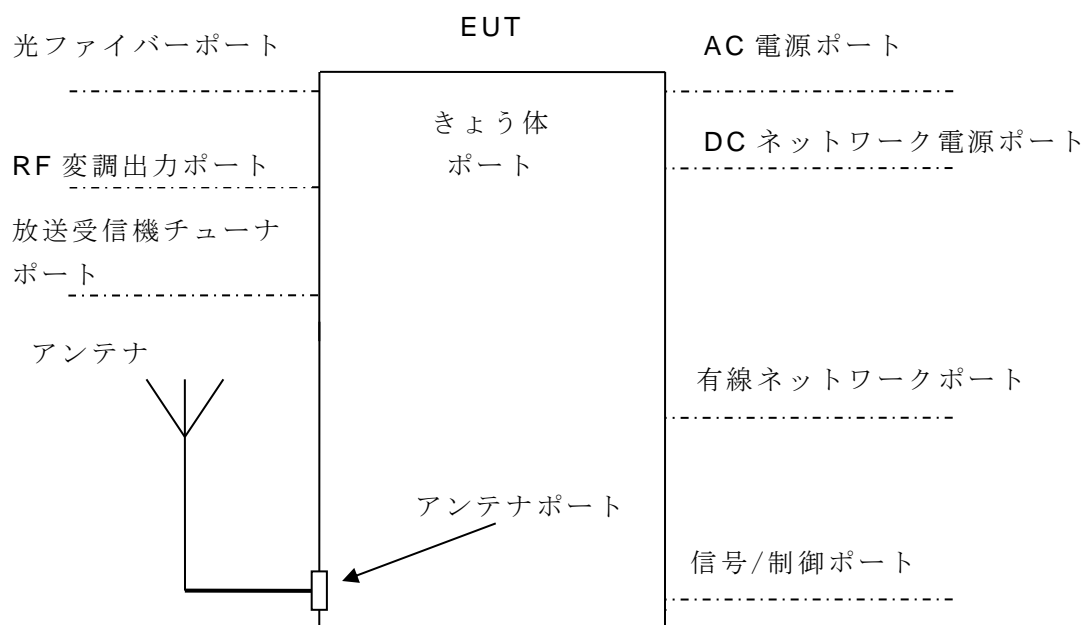 EUT
光ファイバーポート
AC 電源ポート
きょう体
ポート
DC ネットワーク電源ポート
RF 変調出力ポート
放送受信機チューナ
ポート
アンテナ
有線ネットワークポート
アンテナポート
信号/制御ポート